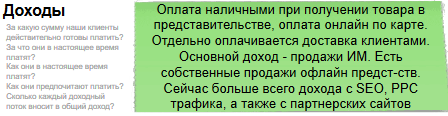 Доходы
За какую сумму наши клиенты
действительно готовы платить?
За что они в настоящее время
платят?
Как они в настоящее время
платят?
Как они предпочитают платить?
Сколько каждый доходный
поток вносит в общий доход?
Оплата наличными при получении товара в
представительстве, оплата онлайн по карте.
Отдельно оплачивается доставка клиентами.
Основной доход - продажи ИМ. Есть
собственные продажи офлайн предст-ств.
Сейчас больше всего дохода с SEO, PPC
трафика, а также с партнерских сайтов